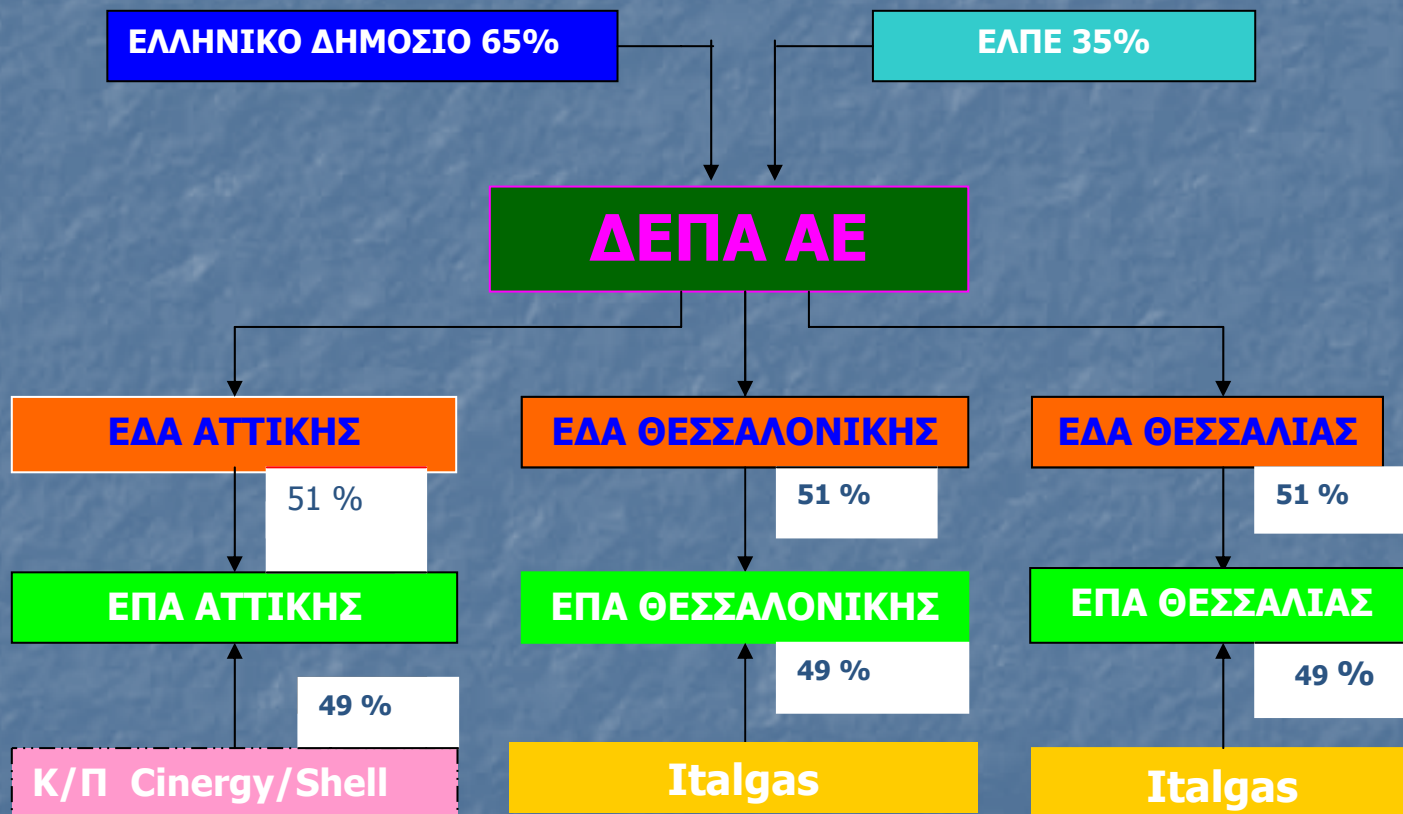 ΕΛΛΗΝΙΚΟ ΔΗΜΟΣΙΟ 65%
ΕΛΠΕ 35%
ΔΕΠΑ ΑΕ
ΕΔΑ ΑΤΤΙΚΗΣ
ΕΔΑ ΘΕΣΣΑΛΟΝΙΚΗΣ
ΕΔΑ ΘΕΣΣΑΛΙΑΣ
51 %
51 %
51 %
ΕΠΑ ΑΤΤΙΚΗΣ
ΕΠΑ ΘΕΣΣΑΛΟΝΙΚΗΣ
ΕΠΑ ΘΕΣΣΑΛΙΑΣ
49 %
49 %
49 %
Κ/Π Cinergy/Shell
Italgas
Italgas